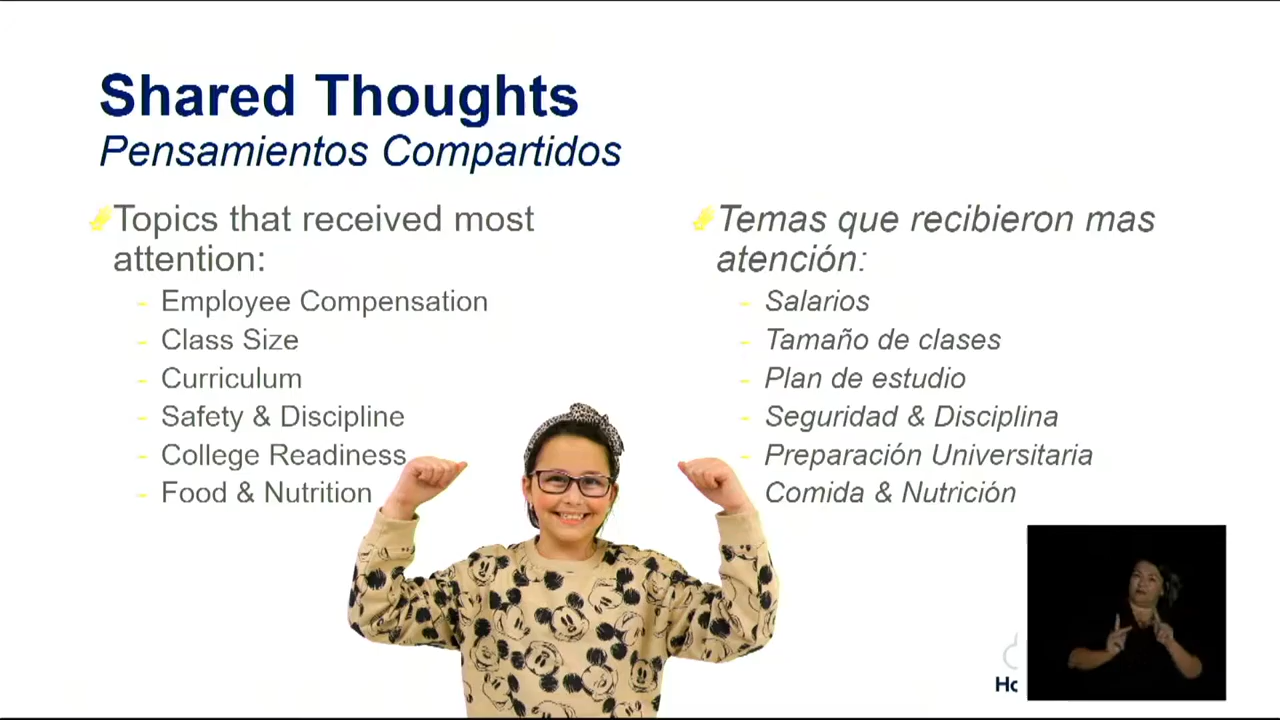 Shared Thoughts
Pensamientos Compartidos
Topics that received most
attention:
- Employee Compensation
- Class Size
- Curriculum
- Safety & Discipline
- College Readiness
- Food & Nutrition
Temas que recibieron mas
atención:
- Salarios
- Tamaño de clases
- Plan de estudio
- Seguridad & Disciplina
- Preparación Universitaria
Comida & Nutrición